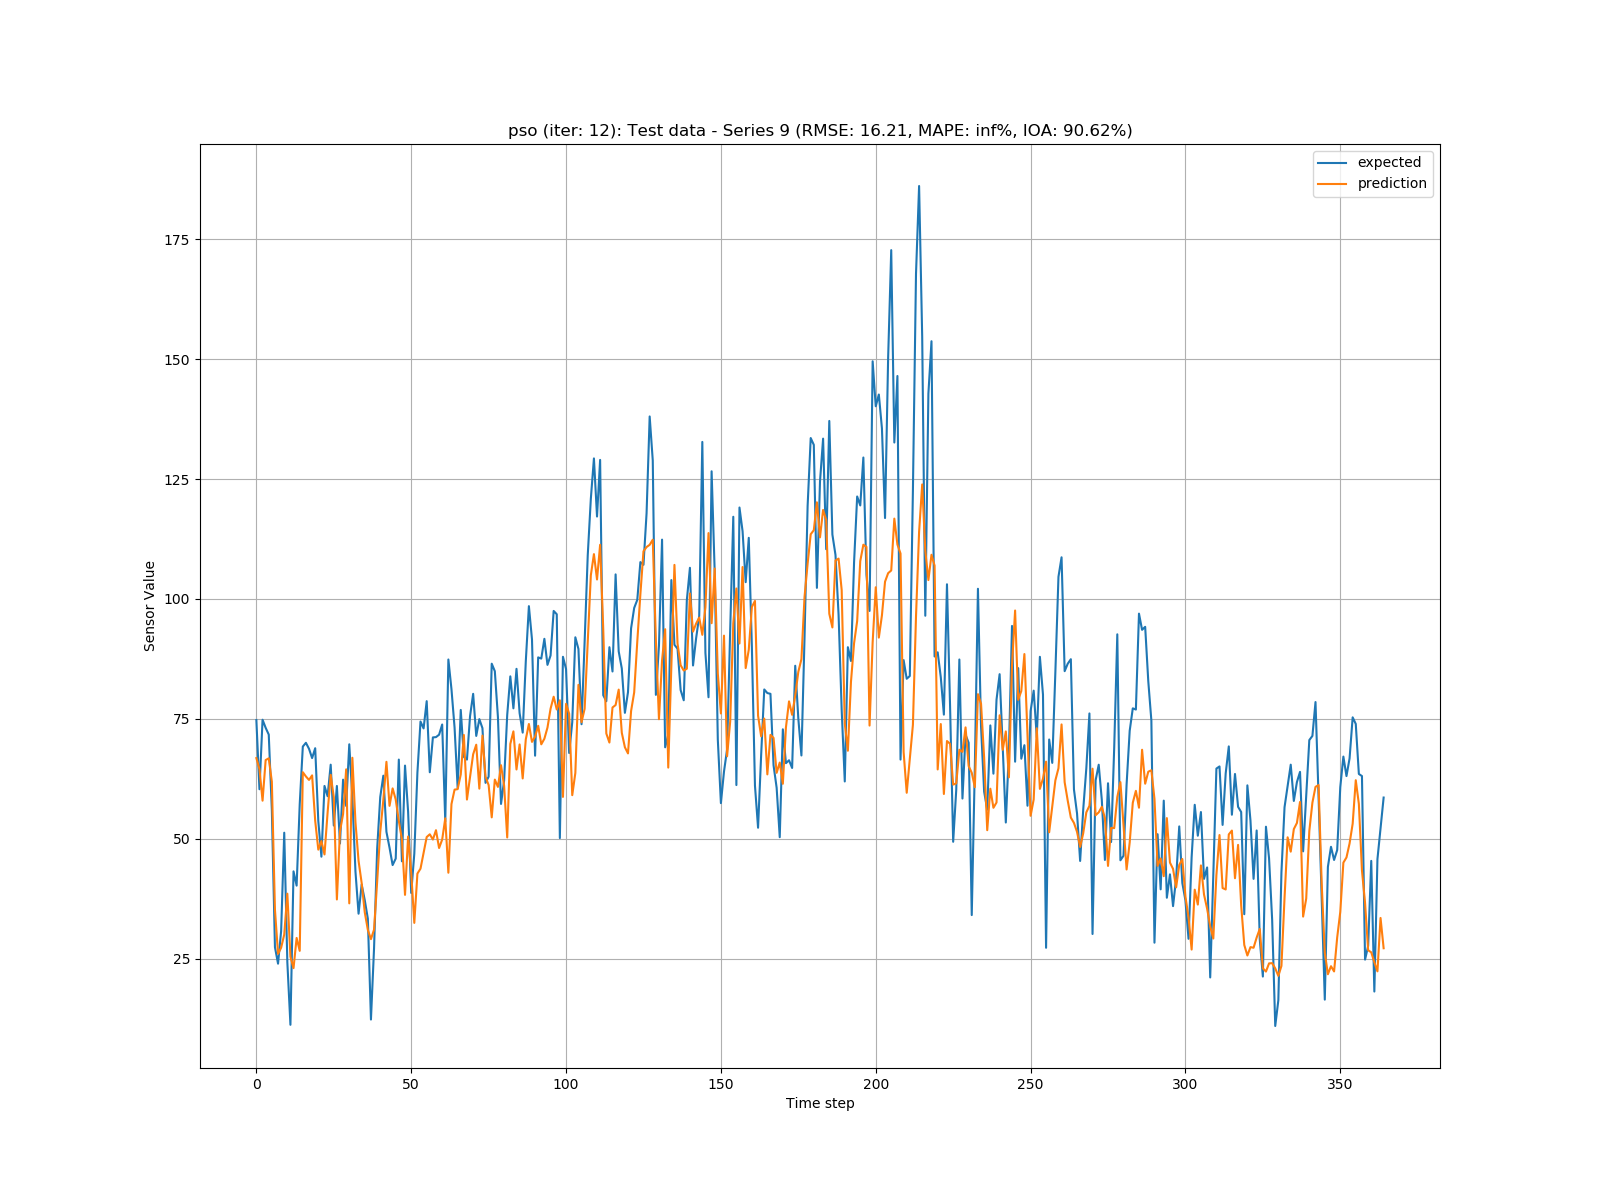 pso (iter: 12): Test data - Series 9 (RMSE: 16.21, MAPE: inf%, IOA: 90.62%)
expected
prediction
175
150
125
100
75
50
25
Sensor Value
0 50 100 150 200 250 300 350
Time step